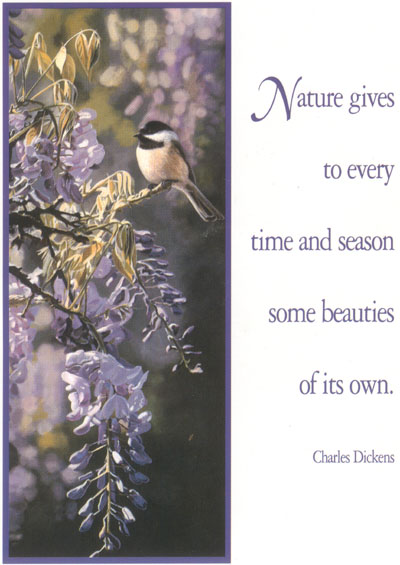 Nature gives
to every
time and season
some beauties
of its own.
Charles Dickens